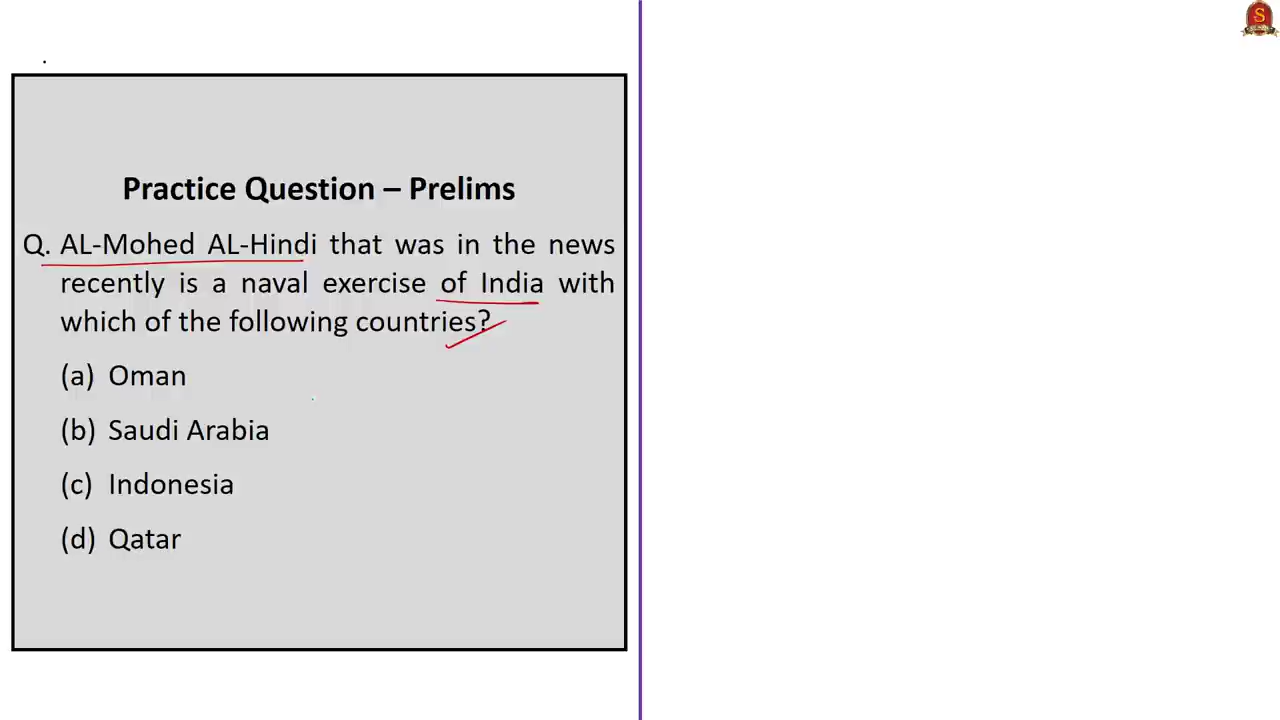 Practice Question – Prelims
Q. AL-Mohed AL-Hindi that was in the news
recently is a naval exercise of India with
which of the following countries?
(a) Oman
(b) Saudi Arabia
(c) Indonesia
(d) Qatar
S